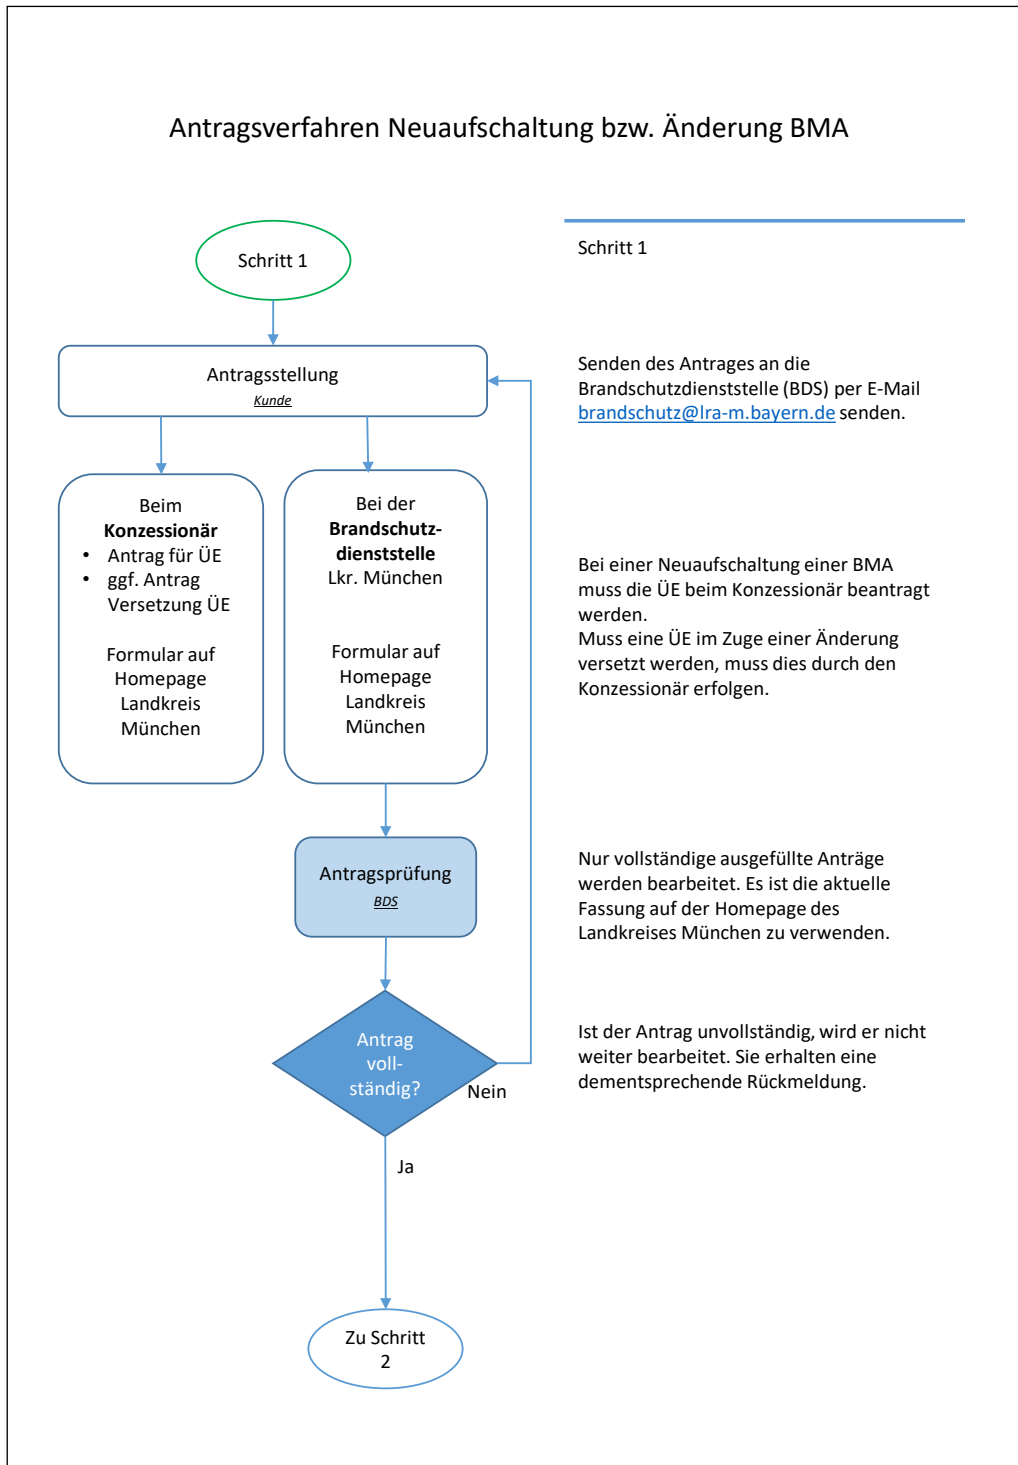 Antragsverfahren Neuaufschaltung bzw. Änderung BMA
Schritt 1
Antragsstellung
Kunde
Beim
Konzessionär
• Antrag für ÜE
• ggf. Antrag
Versetzung ÜE
Formular auf
Homepage
Landkreis
München
Bei der
Brandschutz-
dienststelle
Lkr. München
Formular auf
Homepage
Landkreis
München
Antragsprüfung
BDS
Antrag
voll-
ständig?
Nein
Ja
Zu Schritt
2
Schritt 1
Senden des Antrages an die
Brandschutzdienststelle (BDS) per E-Mail
brandschutz@lra-m.bayern.de senden.
Bei einer Neuaufschaltung einer BMA
muss die ÜE beim Konzessionär beantragt
werden.
Muss eine ÜE im Zuge einer Änderung
versetzt werden, muss dies durch den
Konzessionär erfolgen.
Nur vollständige ausgefüllte Anträge
werden bearbeitet. Es ist die aktuelle
Fassung auf der Homepage des
Landkreises München zu verwenden.
Ist der Antrag unvollständig, wird er nicht
weiter bearbeitet. Sie erhalten eine
dementsprechende Rückmeldung.